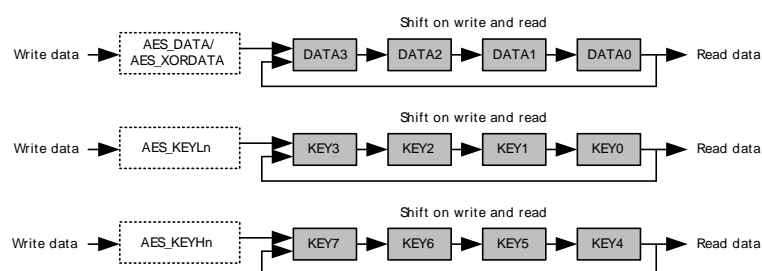 Shift on write and read
Write data AES_DATA/ AES_XORDATA DATA3 DATA2 DATA1 DATA0 Read data
Shift on write and read
Write data AES_KEYLn KEY3 KEY2 KEY1 KEY0 Read data
Shift on write and read
Write data AES_KEYHn KEY7 KEY6 KEY5 KEY4 Read data